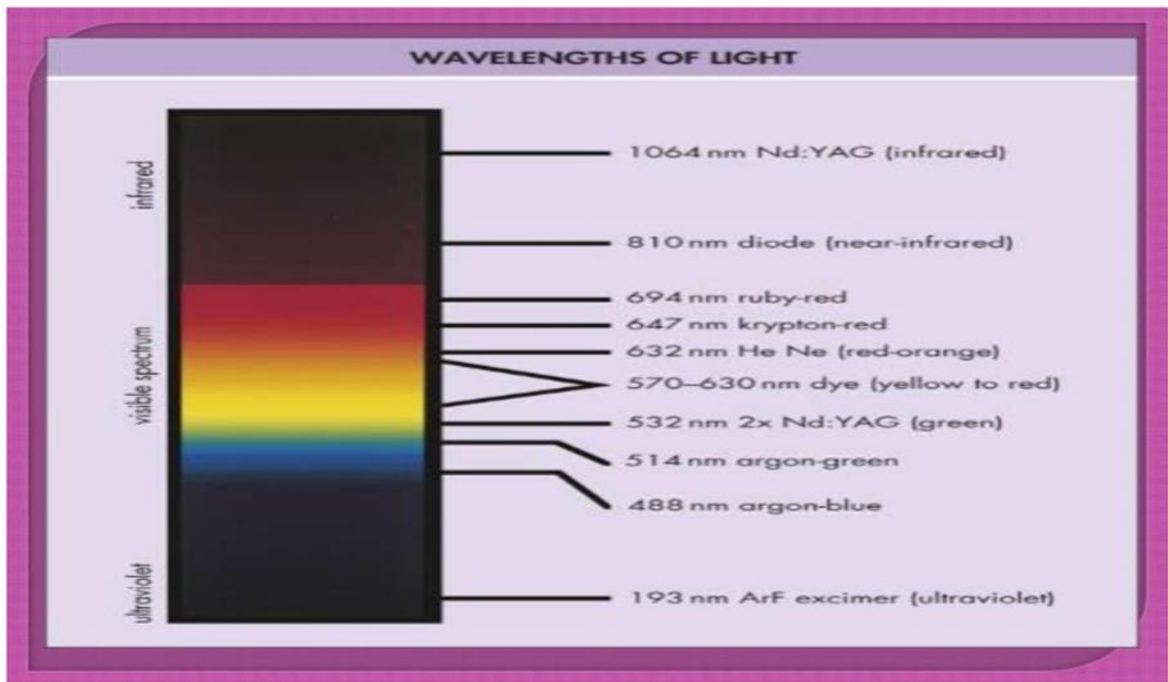 WAVELENGTHS OF LIGHT
infrared
visible spectrum
ultraviolet
1064 nm Nd:YAG (infrared)
810 nm diode (near-infrared)
694 nm ruby-red
647 nm krypton-red
632 nm He Ne (red-orange)
570–630 nm dye (yellow to red)
532 nm 2x Nd:YAG (green)
514 nm argon-green
488 nm argon-blue
193 nm ArF excimer (ultraviolet)